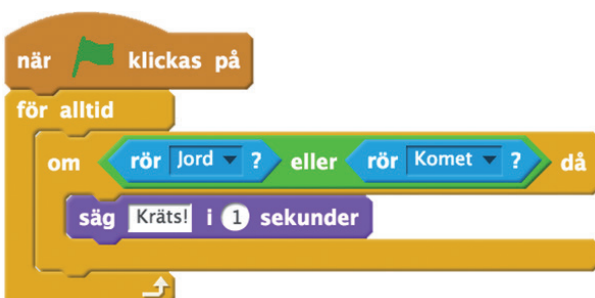 när klickas på
för alltid
om rör Jord ? eller rör Komet ? då
säg Kräts! i 1 sekunder